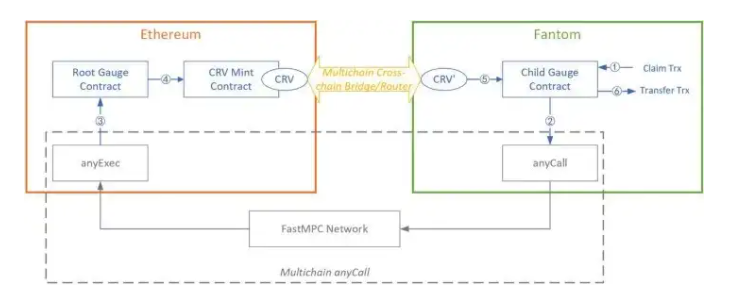 Ethereum
Fantom
Root Gauge
Contract
④
CRV Mint
Contract
CRV
Multichain Cross-
chain Bridge/Router
CRV'
⑤
Child Gauge
Contract
① Claim Trx
⑥ Transfer Trx
③
②
anyExec
anyCall
FastMPC Network
Multichain anyCall